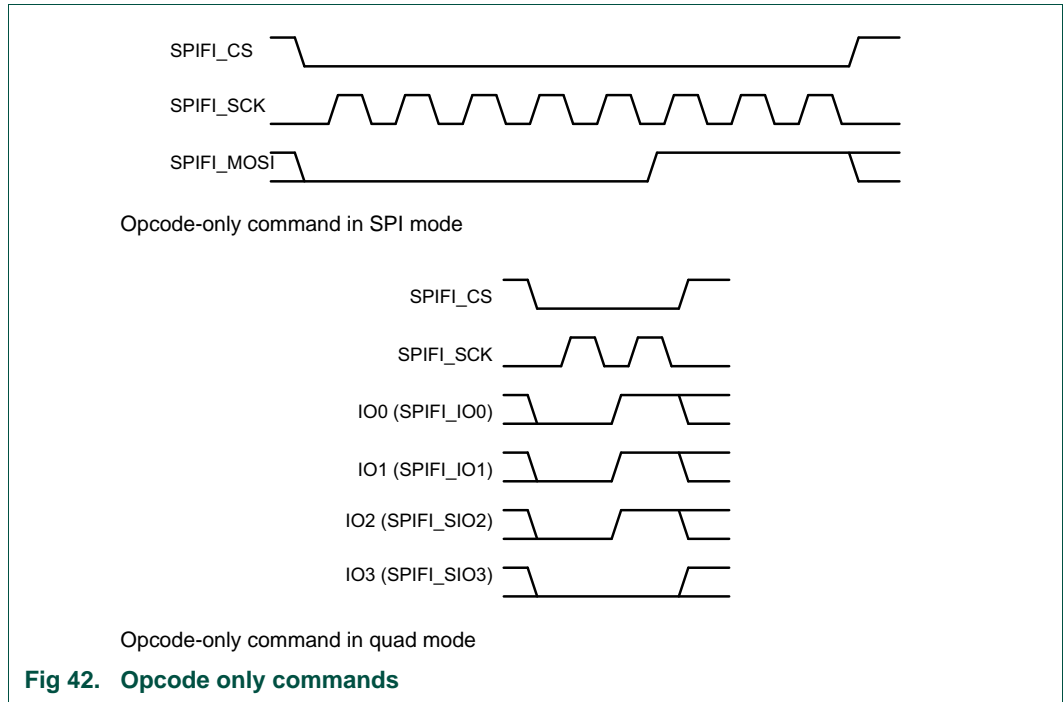 SPIFI_CS
SPIFI_SCK
SPIFI_MOSI
Opcode-only command in SPI mode
SPIFI_CS
SPIFI_SCK
IO0 (SPIFI_IO0)
IO1 (SPIFI_IO1)
IO2 (SPIFI_SIO2)
IO3 (SPIFI_SIO3)
Opcode-only command in quad mode
Fig 42. Opcode only commands